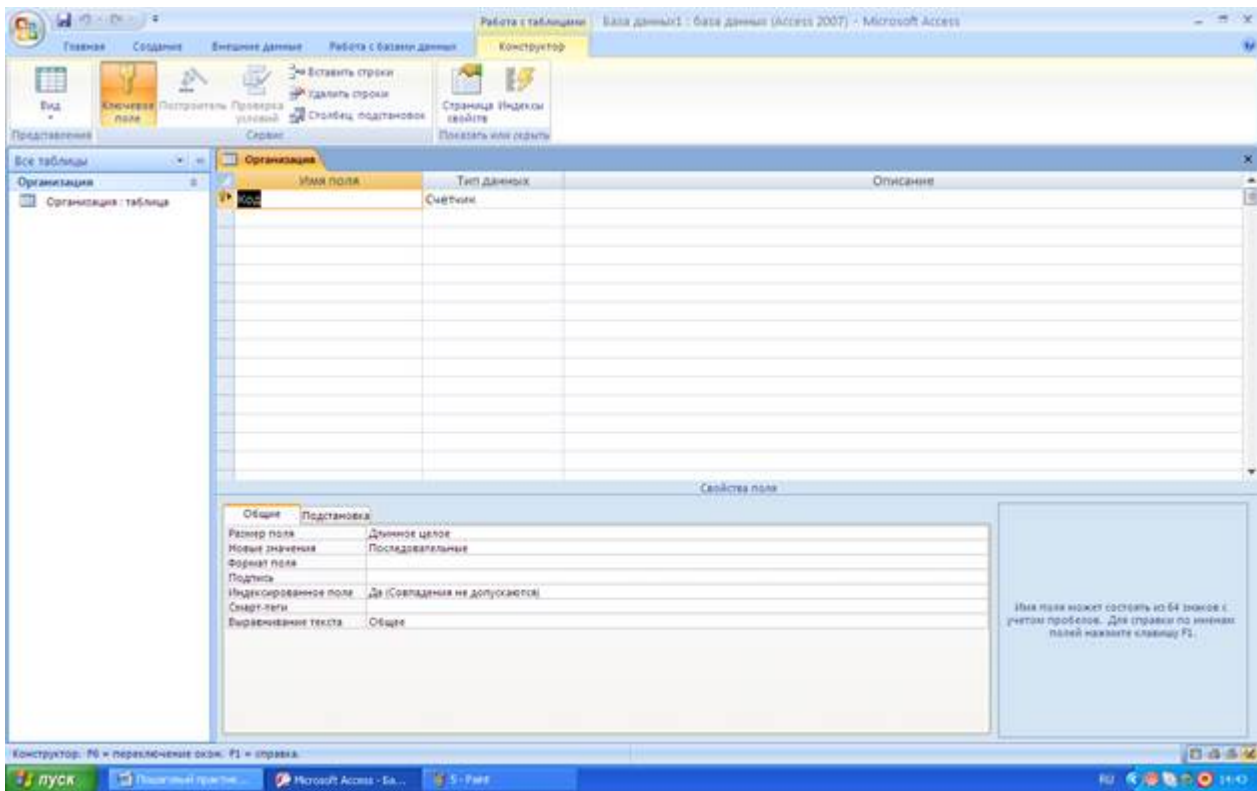 Работа с таблицами
База данных1 : база данных (Access 2007) - Microsoft Access
Главная Создание Внешние данные Работа с базами данных Конструктор
Вид
Ключевое поле
Построитель
Проверка условий
Вставить строки
Удалить строки
Столбец подстановок
Страница свойств
Индексы
Представления Сервис Показать или скрыть
Все таблицы
Организация
Организация : таблица
Организация
Имя поля Тип данных Описание
Код Счетчик
Свойства поля
Общие Подстановка
Размер поля Длинное целое
Новые значения Последовательные
Формат поля
Подпись
Индексированное поле Да (Совпадения не допускаются)
Смарт-теги
Выравнивание текста Общее
Имя поля может состоять из 64 знаков с
учетом пробелов. Для справки по именам
полей нажмите клавишу F1.
Конструктор. F6 = переключение окон. F1 = справка.
пуск Пошаговый практик... Microsoft Access - Ба... 5 - Paint RU 14:43